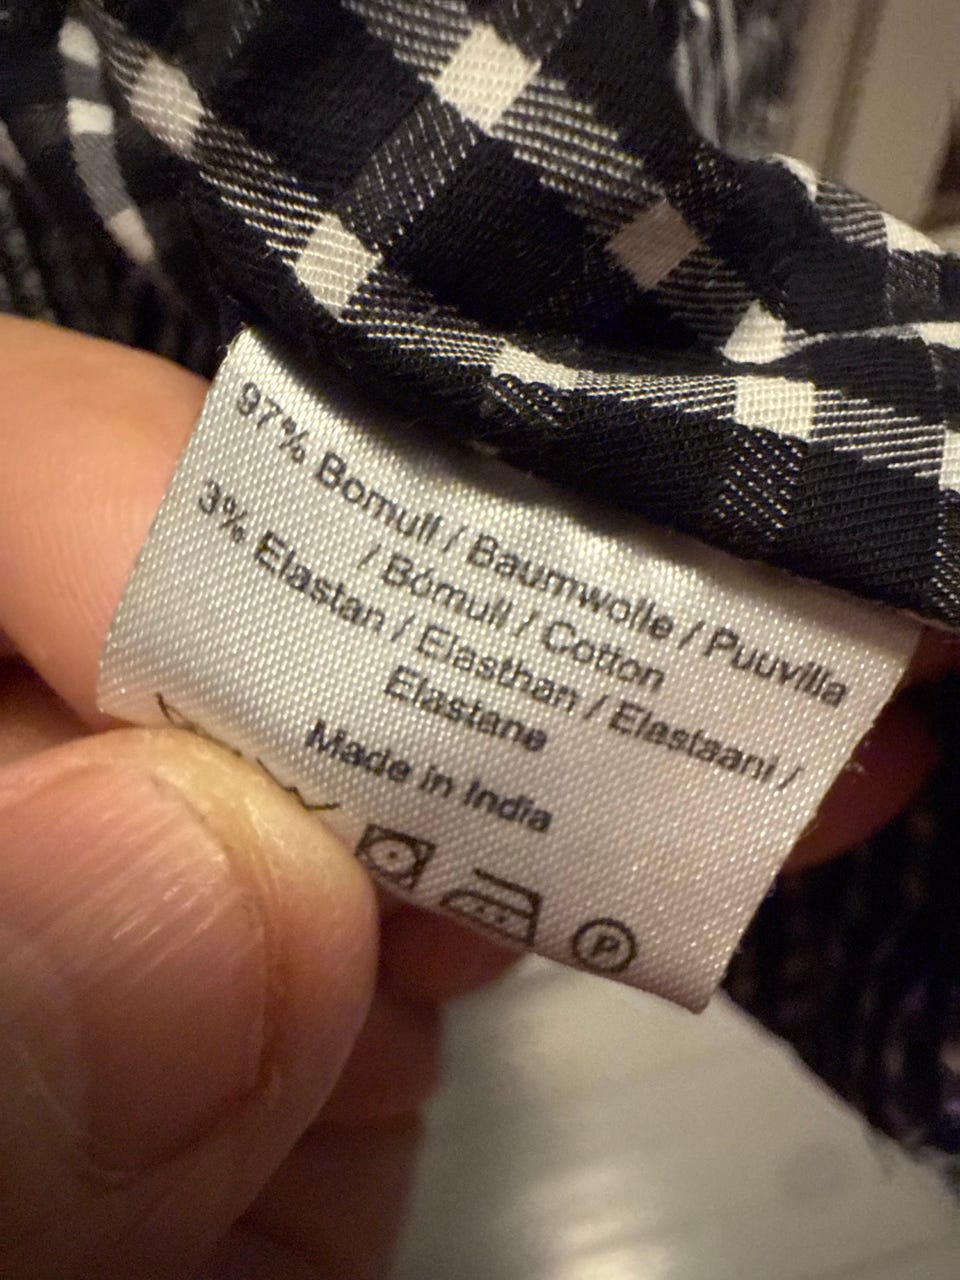 97% Bomull / Baumwolle / Puuvilla
/ Bómull / Cotton
3% Elastan / Elasthan / Elastaani /
Elastane
Made in India
P